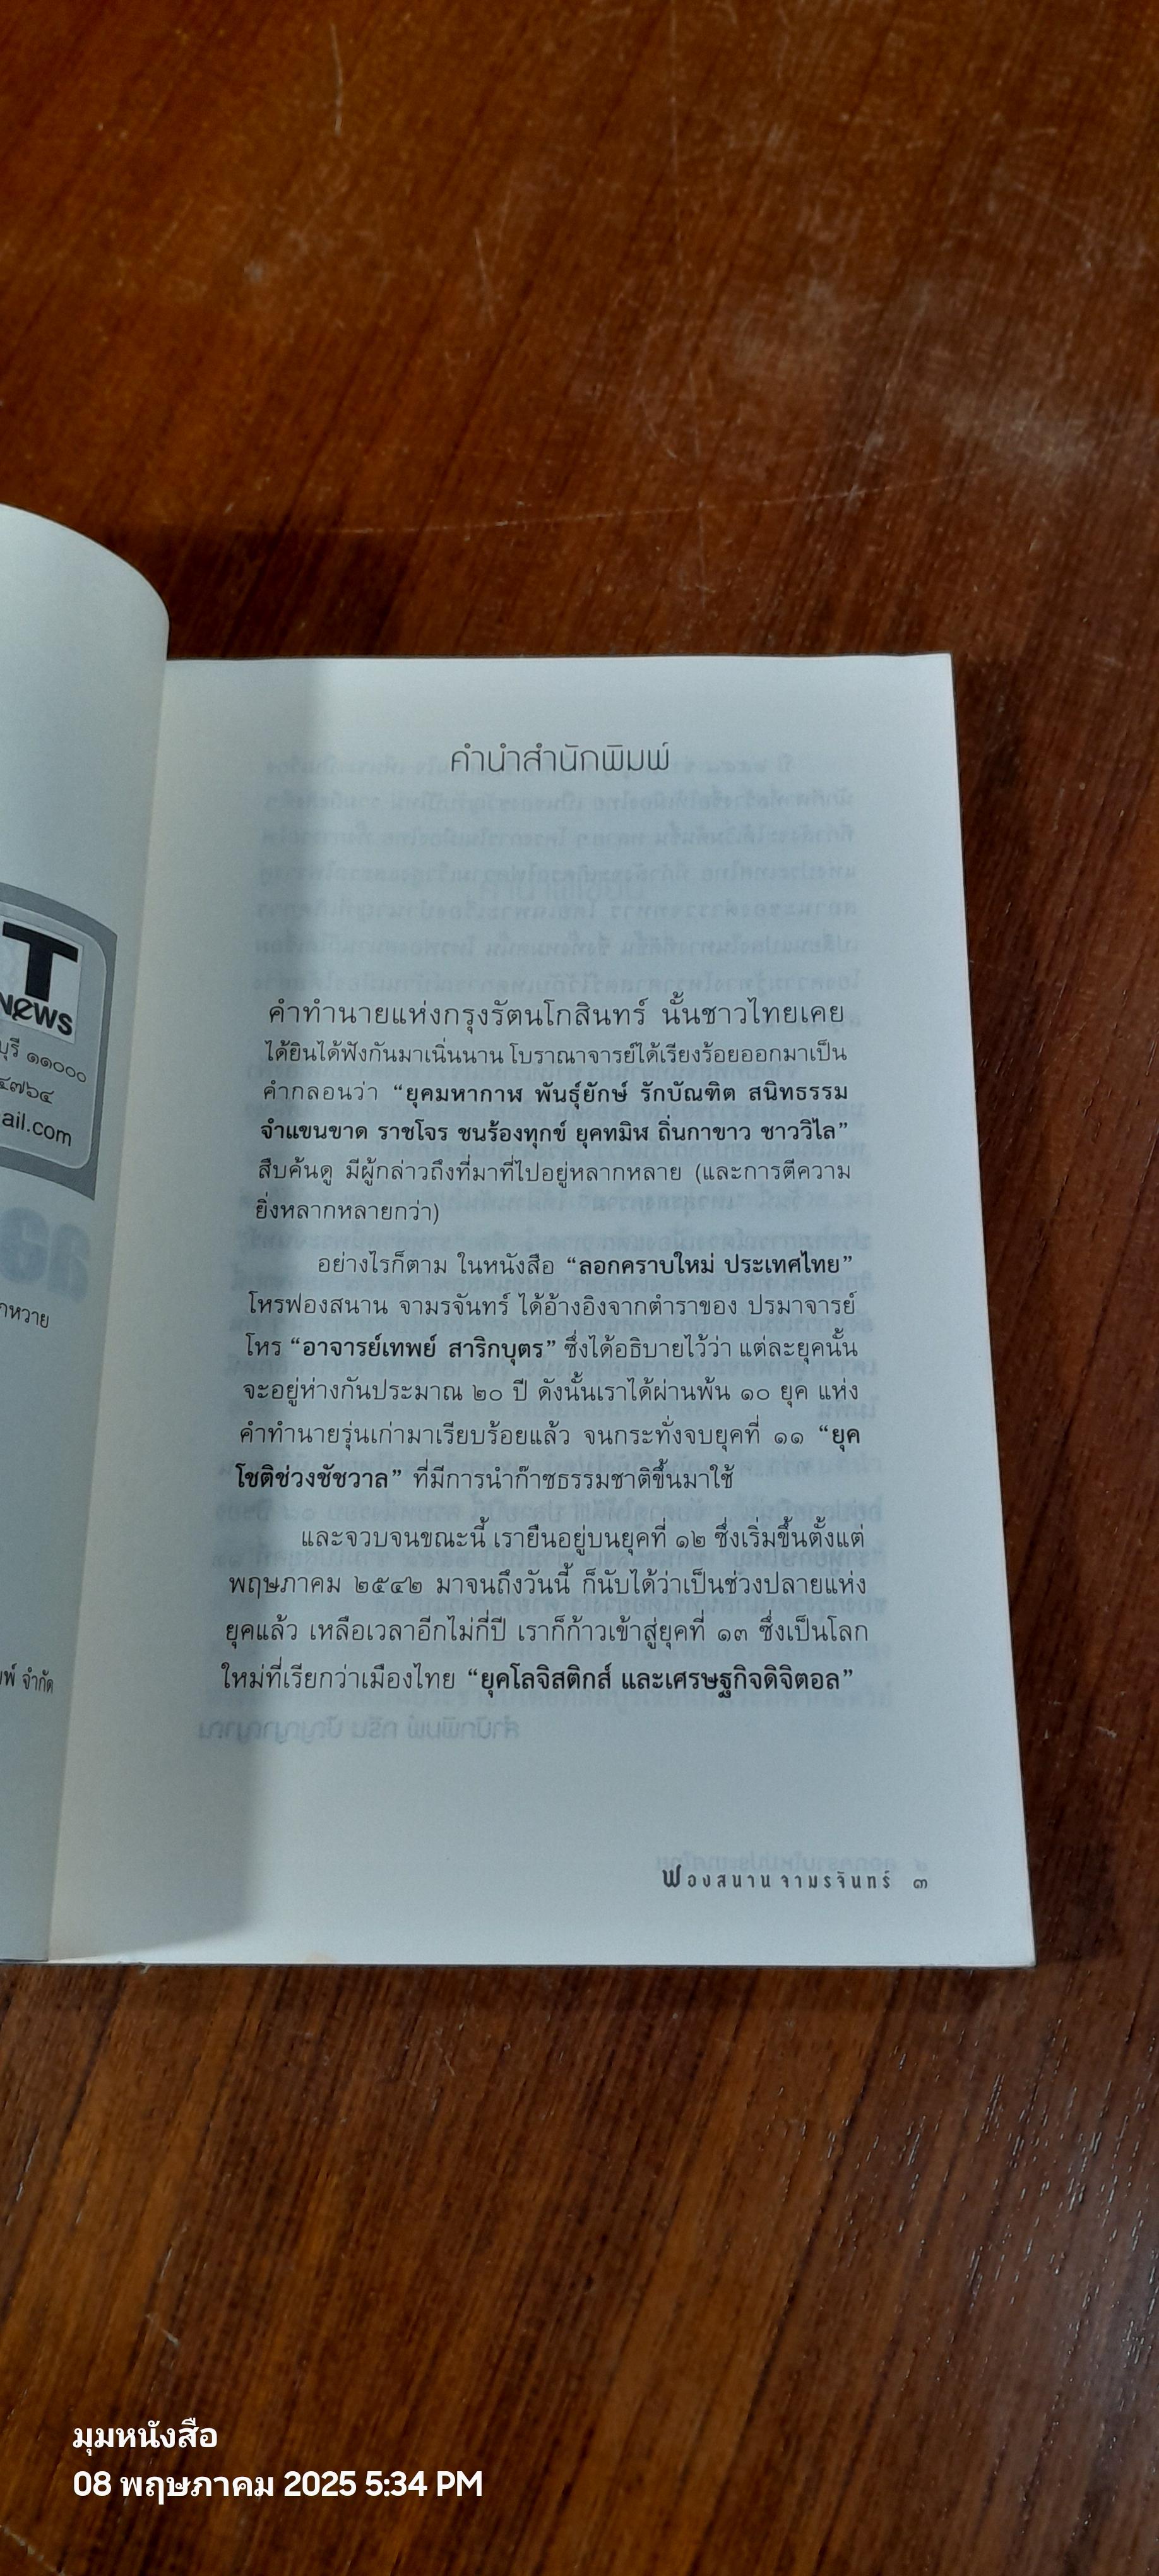 T
News
บุรี ๑๑๐๐๐
๔๗๖๔
ail.com
กหวาย
พ์ จำกัด
คำนำสำนักพิมพ์
คำทำนายแห่งกรุงรัตนโกสินทร์ นั้นชาวไทยเคย
ได้ยินได้ฟังกันมาเนิ่นนาน โบราณาจารย์ได้เรียงร้อยออกมาเป็น
คำกลอนว่า “ยุคมหากาฬ พันธุ์ยักษ์ รักบัณฑิต สนิทธรรม
จำแขนขาด ราชโจร ชนร้องทุกข์ ยุคทมิฬ ถิ่นกาขาว ชาววิไล”
สืบค้นดู มีผู้กล่าวถึงที่มาที่ไปอยู่หลากหลาย (และการตีความ
ยิ่งหลากหลายกว่า)
อย่างไรก็ตาม ในหนังสือ “ลอกคราบใหม่ ประเทศไทย”
โหรฟองสนาน จามรจันทร์ ได้อ้างอิงจากตำราของ ปรมาจารย์
โหร “อาจารย์เทพย์ สาริกบุตร” ซึ่งได้อธิบายไว้ว่า แต่ละยุคนั้น
จะอยู่ห่างกันประมาณ ๒๐ ปี ดังนั้นเราได้ผ่านพ้น ๑๐ ยุค แห่ง
คำทำนายรุ่นเก่ามาเรียบร้อยแล้ว จนกระทั่งจบยุคที่ ๑๑ “ยุค
โชติช่วงชัชวาล” ที่มีการนำก๊าซธรรมชาติขึ้นมาใช้
และจวบจนขณะนี้ เรายืนอยู่บนยุคที่ ๑๒ ซึ่งเริ่มขึ้นตั้งแต่
พฤษภาคม ๒๕๔๒ มาจนถึงวันนี้ ก็นับได้ว่าเป็นช่วงปลายแห่ง
ยุคแล้ว เหลือเวลาอีกไม่กี่ปี เราก็ก้าวเข้าสู่ยุคที่ ๑๓ ซึ่งเป็นโลก
ใหม่ที่เรียกว่าเมืองไทย “ยุคโลจิสติกส์ และเศรษฐกิจดิจิตอล”
ฟองสนาน จามรจันทร์ ๓
มุมหนังสือ
08 พฤษภาคม 2025 5:34 PM